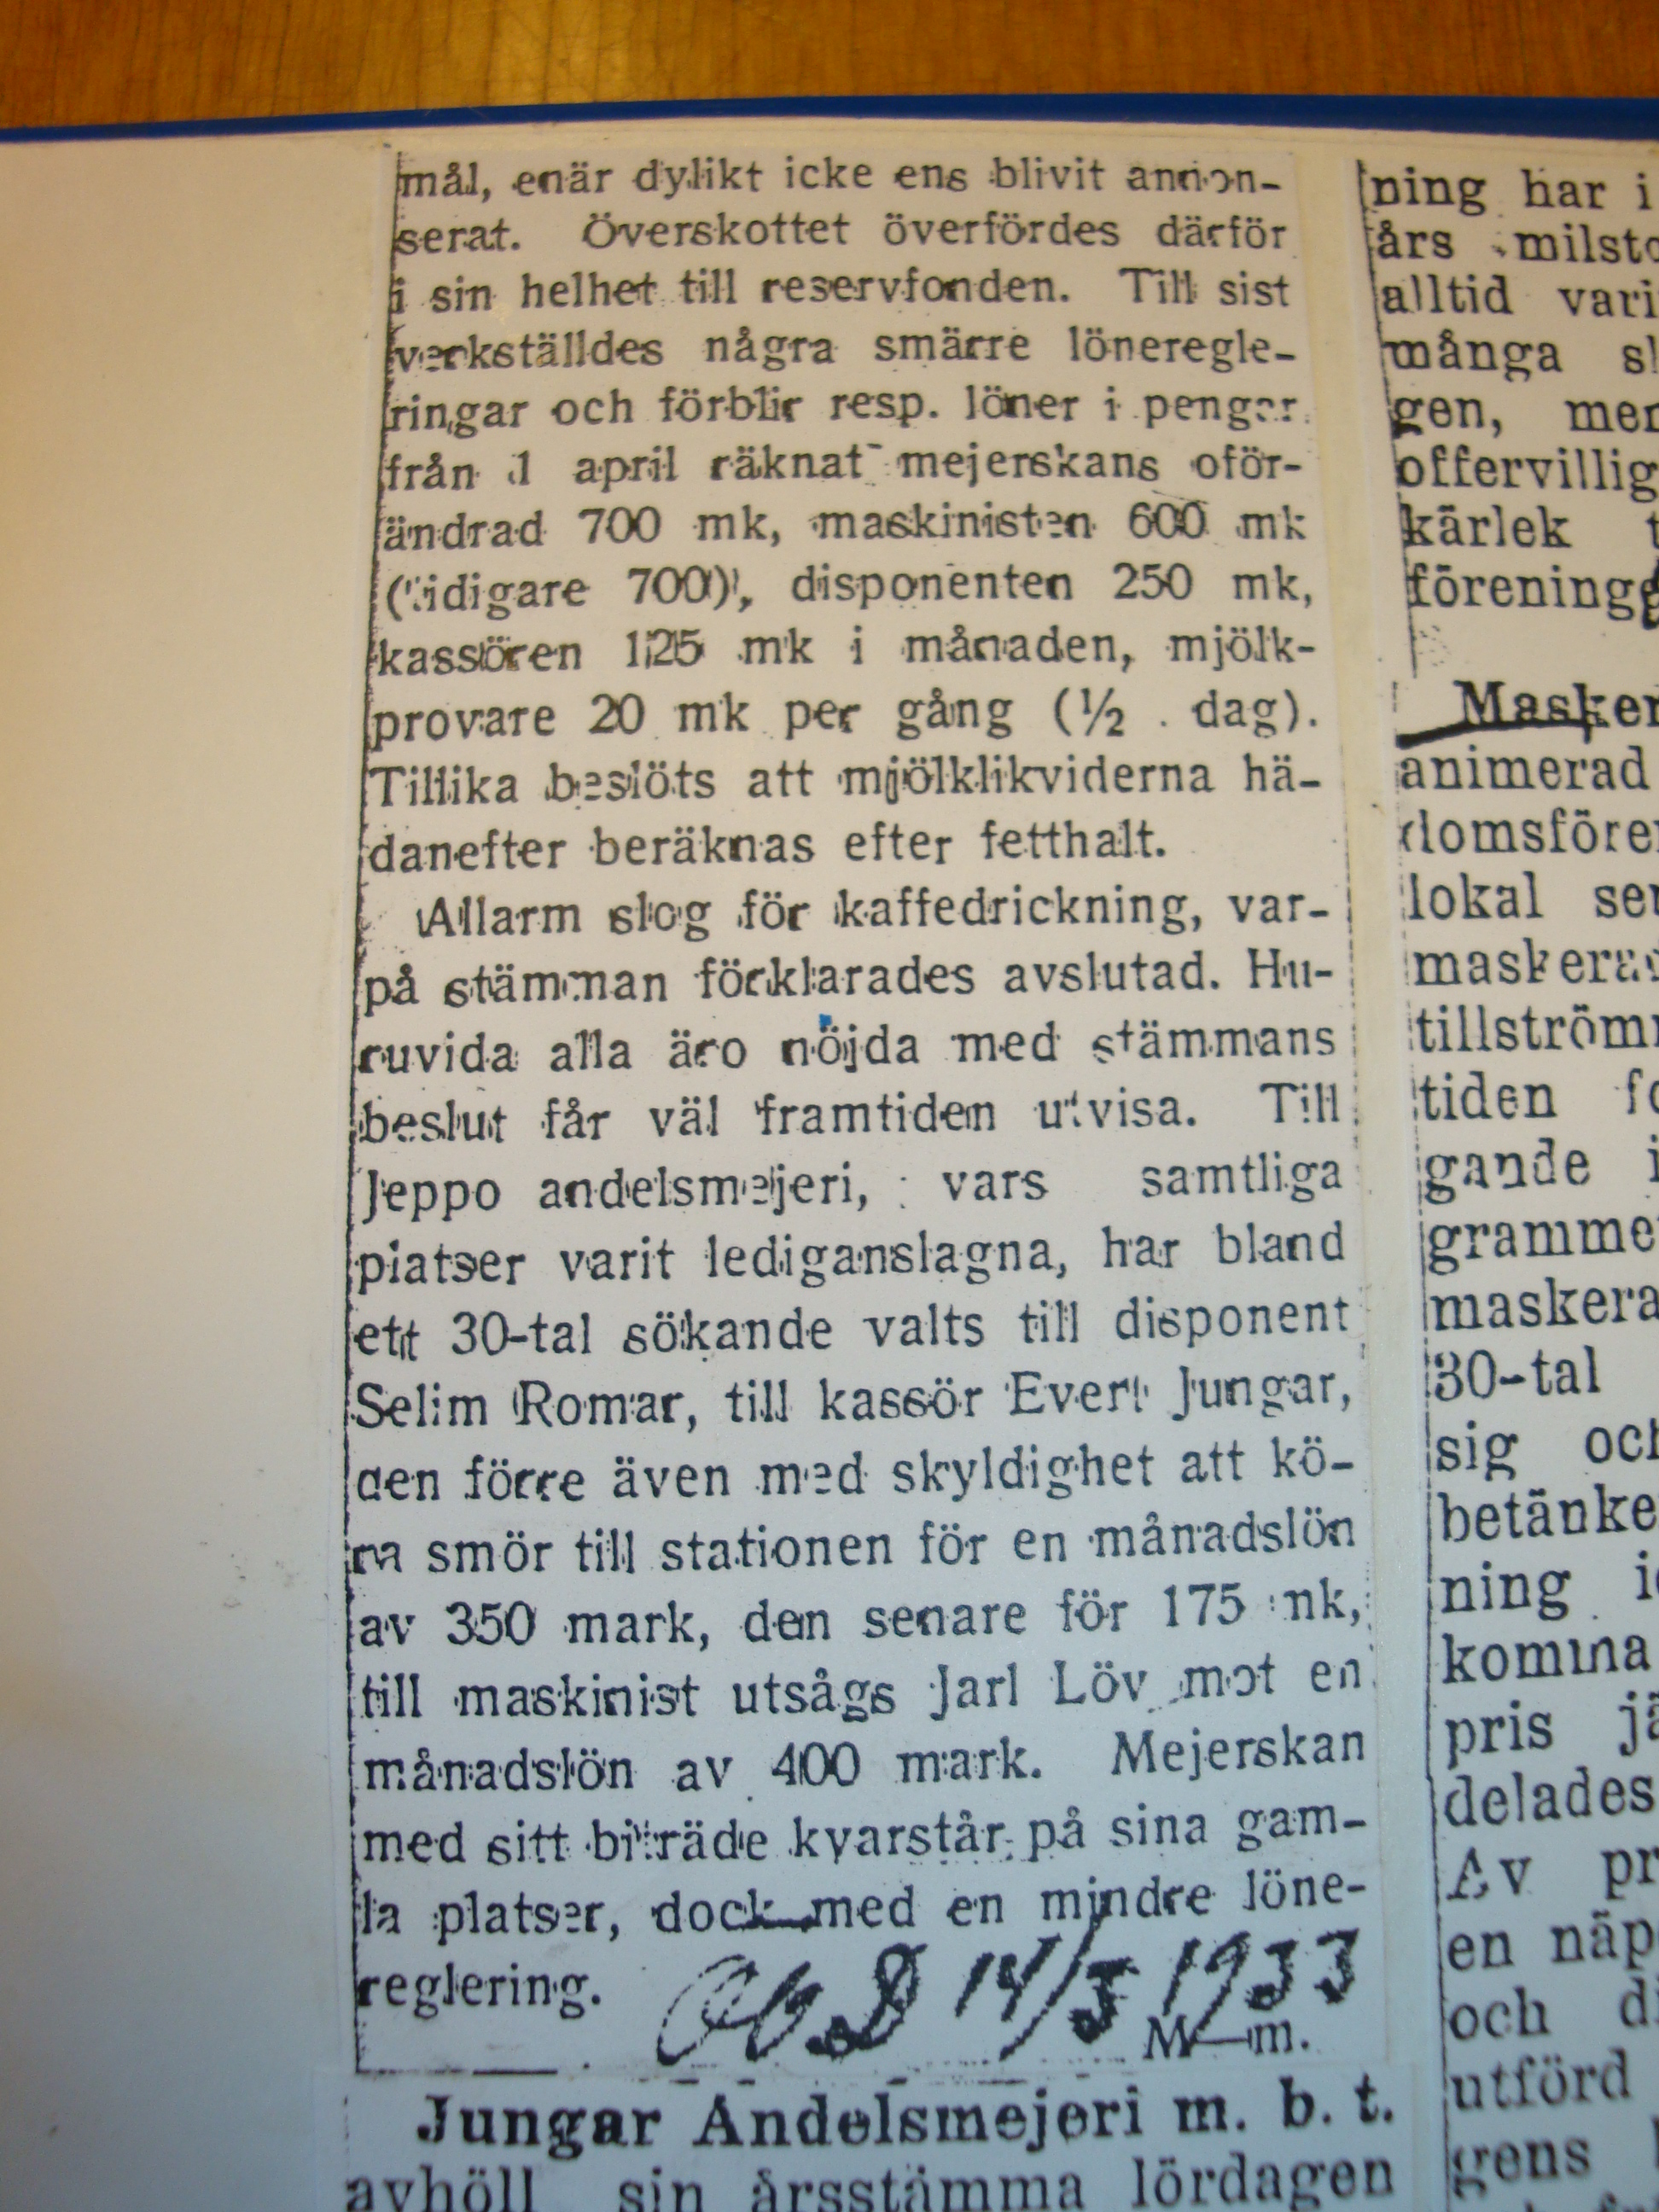 mål, enär dylikt icke ens blivit annon-
serat. Överskottet överfördes därför
i sin helhet till reservfonden. Till sist
verkställdes några smärre löneregle-
ringar och förblir resp. löner i pengar
från 1 april räknat mejerskans oför-
ändrad 700 mk, maskinisten 600 mk
(tidigare 700), disponenten 250 mk,
kassören 125 mk i månaden, mjölk-
provare 20 mk per gång (½ dag).
Tillika beslöts att mjölklikviderna hä-
danefter beräknas efter fetthalt.
Allarm slog för kaffedrickning, var-
på stämman förklarades avslutad. Hu-
ruvida alla äro nöjda med stämmans
beslut får väl framtiden utvisa. Till
Jeppo andelsmejeri, vars samtliga
platser varit lediganslagna, har bland
ett 30-tal sökande valts till disponent
Selim Romar, till kassör Evert Jungar,
den förre även med skyldighet att kö-
ra smör till stationen för en månadslön
av 350 mark, den senare för 175 mk,
till maskinist utsågs Jarl Löv mot en
månadslön av 400 mark. Mejerskan
med sitt biträde kvarstår på sina gam-
la platser, dock med en mindre löne-
reglering.
14/3 1933
M—m.
Jungar Andelsmejeri m. b. t.
avhöll sin årsstämma lördagen
ning har i
års milsto
alltid vari
många sl
gen, mer
offervillig
kärlek t
förening
Masker
animerad
domsföre
lokal ser
maskera
tillström
tiden fo
gande i
gramme
maskera
30-tal
sig och
betänke
ning i
komma
pris jä
delades
Av pr
en näp
och di
utförd
gens